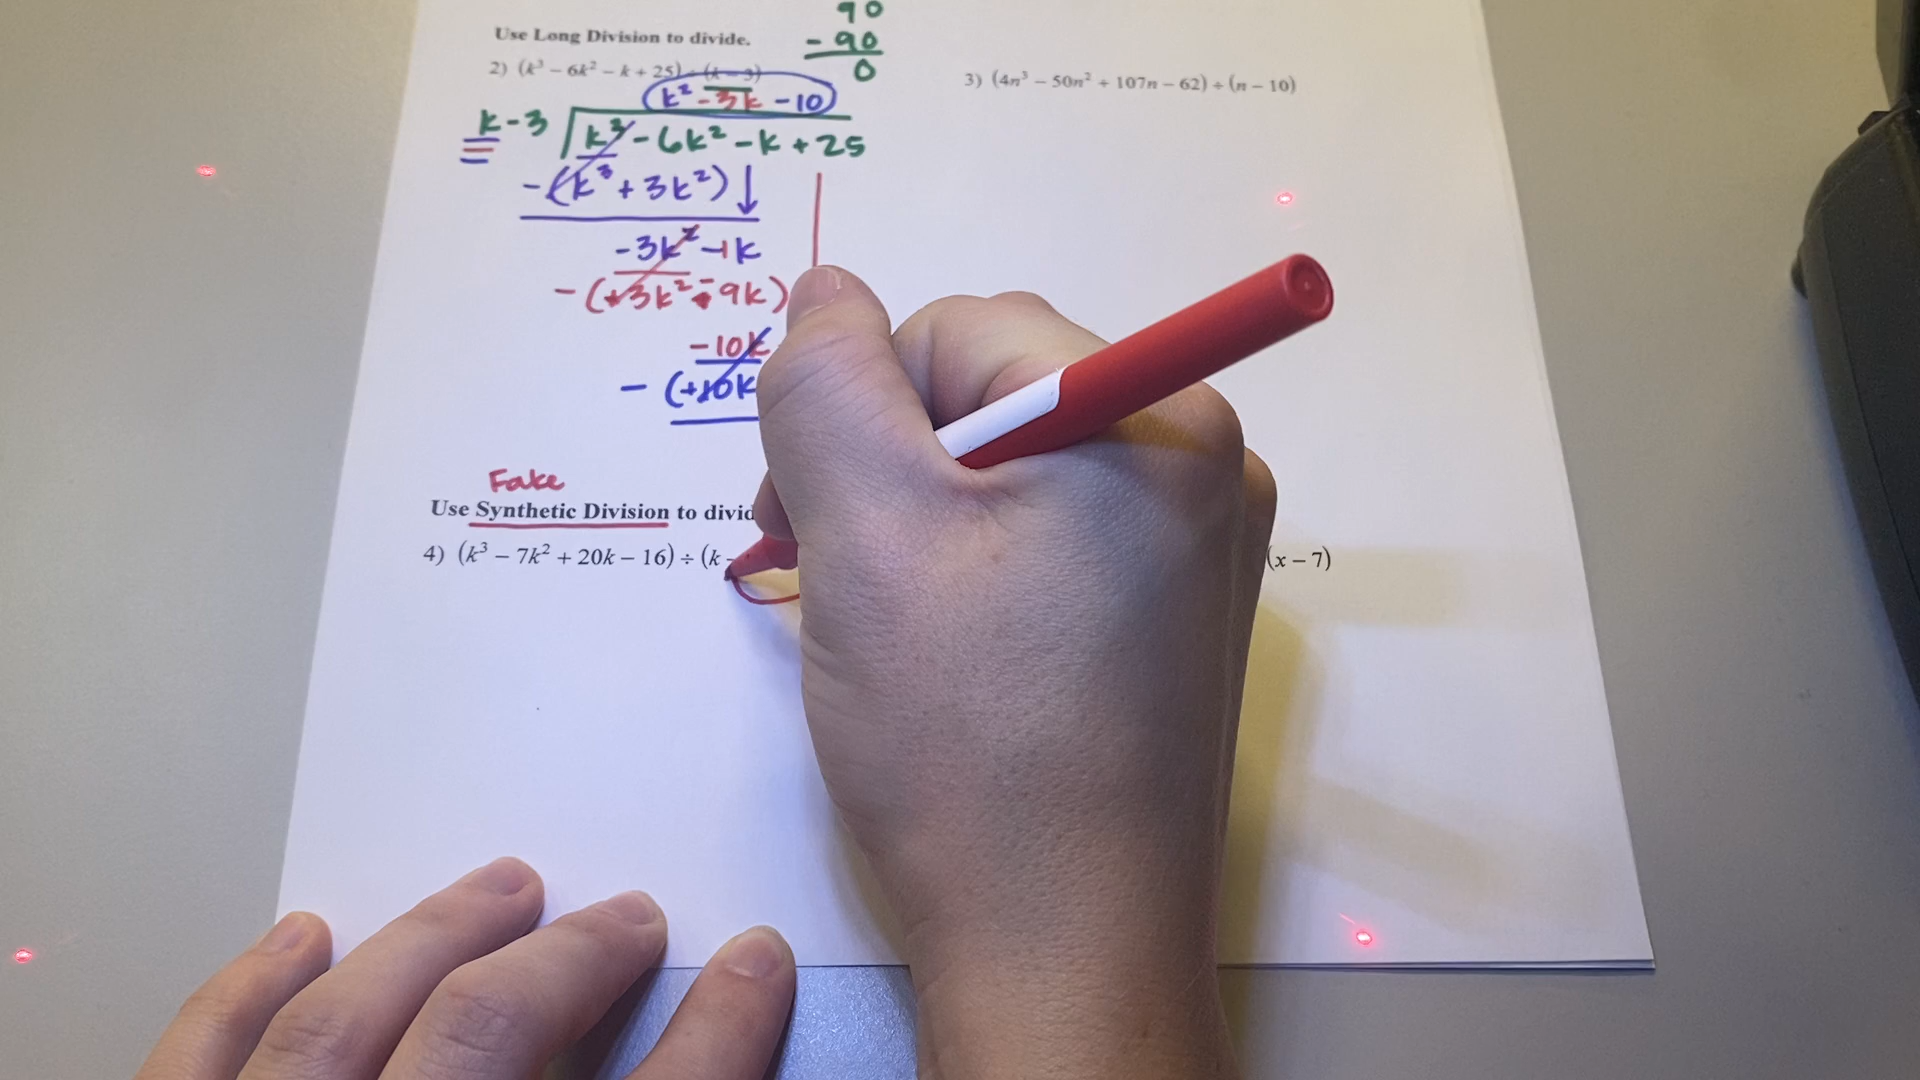 90
Use Long Division to divide.
- 90
2) (k³ – 6k² – k + 25) ÷ (k – 3)
0
3) (4n³ – 50n² + 107n – 62) ÷ (n – 10)
k² - 3k - 10
k - 3 k³ - 6k² - k + 25
- (k³ + 3k²)
- 3k² - 1k
- (+3k² - 9k)
- 10k
- (+10k
Fake
Use Synthetic Division to divid
4) (k³ – 7k² + 20k – 16) ÷ (k –
(x – 7)